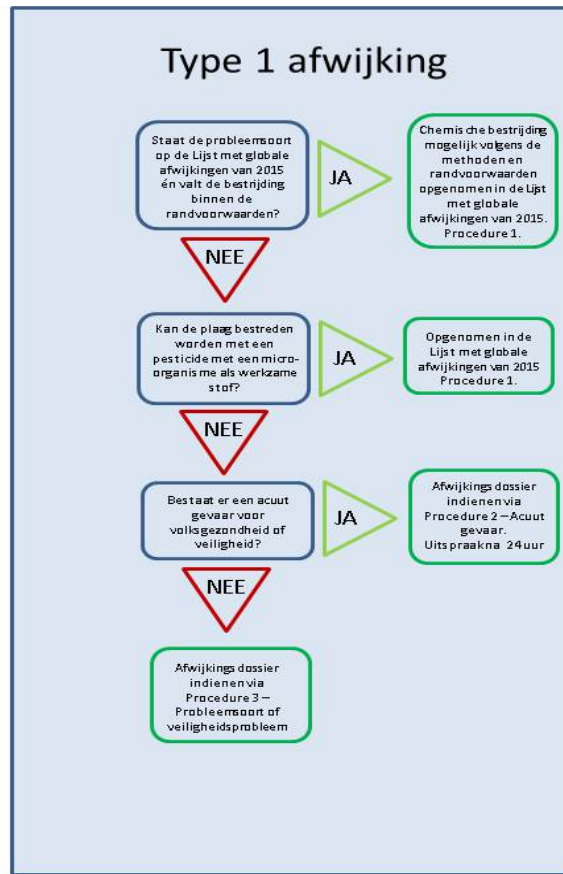 Type 1 afwijking
Staat de probleemsoort
op de Lijst met globale
afwijkingen van 2015
én valt de bestrijding
binnen de
randvoorwaarden?
JA
Chemische bestrijding
mogelijk volgens de
methoden en
randvoorwaarden
opgenomen in de Lijst
met globale
afwijkingen van 2015.
Procedure 1.
NEE
Kan de plaag bestreden
worden met een
pesticide met een micro-
organisme als werkzame
stof?
JA
Opgenomen in de
Lijst met globale
afwijkingen van 2015
Procedure 1.
NEE
Bestaat er een acuut
gevaar voor
volksgezondheid of
veiligheid?
JA
Afwijkings dossier
indienen via
Procedure 2 – Acuut
gevaar.
Uitspraak na 24 uur
NEE
Afwijkings dossier
indienen via
Procedure 3 –
Probleemsoort of
veiligheidsprobleem